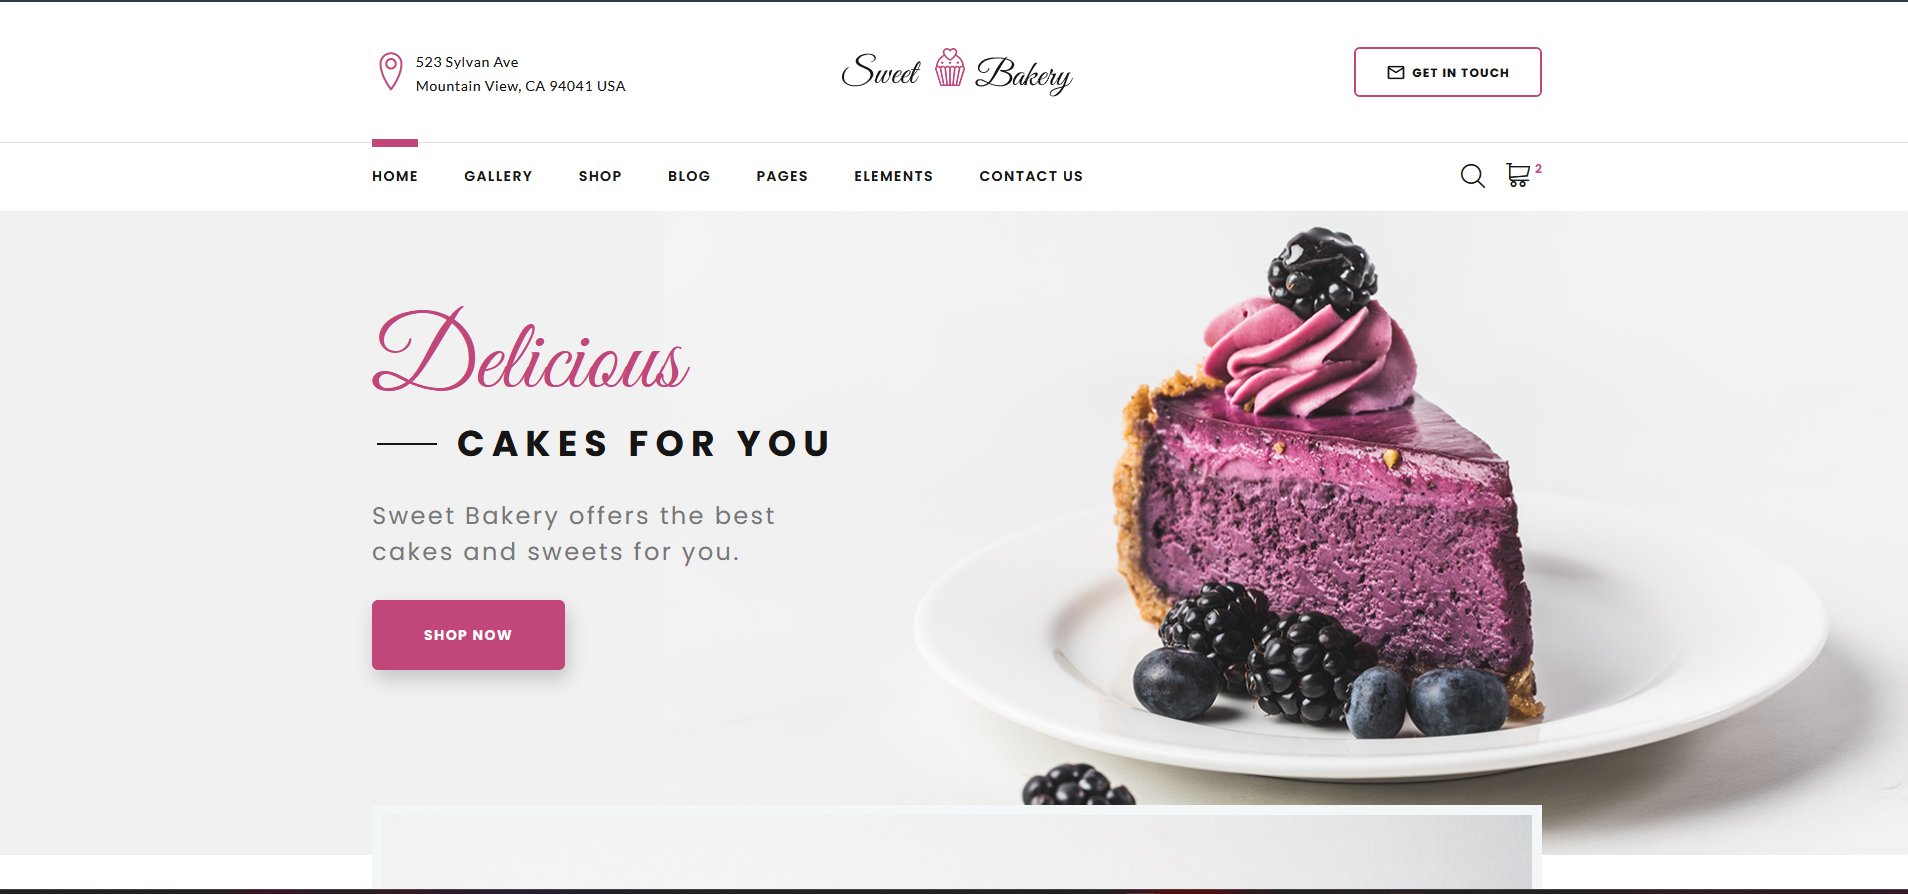 523 Sylvan Ave
Mountain View, CA 94041 USA
Sweet Bakery
GET IN TOUCH
HOME GALLERY SHOP BLOG PAGES ELEMENTS CONTACT US
2
Delicious
CAKES FOR YOU
Sweet Bakery offers the best
cakes and sweets for you.
SHOP NOW